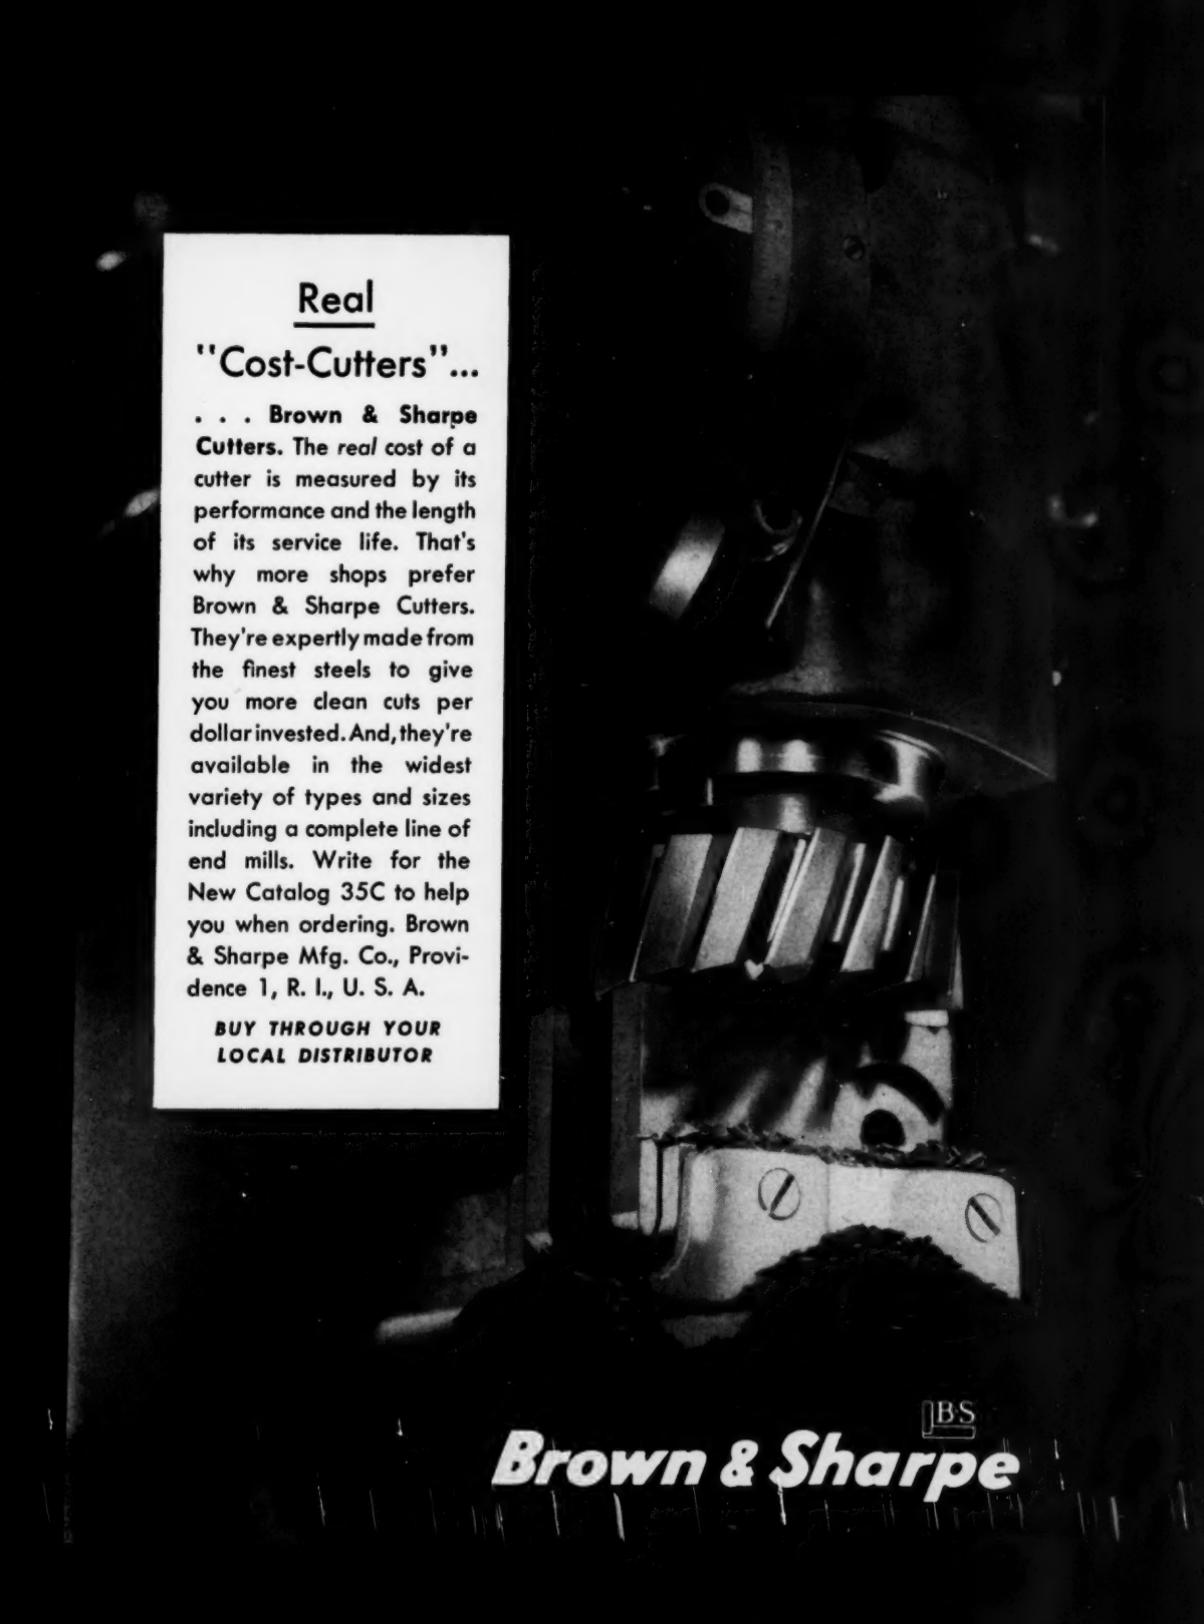 Real
"Cost-Cutters"...
. . . Brown & Sharpe
Cutters. The real cost of a
cutter is measured by its
performance and the length
of its service life. That's
why more shops prefer
Brown & Sharpe Cutters.
They're expertly made from
the finest steels to give
you more clean cuts per
dollar invested. And, they're
available in the widest
variety of types and sizes
including a complete line of
end mills. Write for the
New Catalog 35C to help
you when ordering. Brown
& Sharpe Mfg. Co., Provi-
dence 1, R. I., U. S. A.
BUY THROUGH YOUR
LOCAL DISTRIBUTOR
B·S
Brown & Sharpe